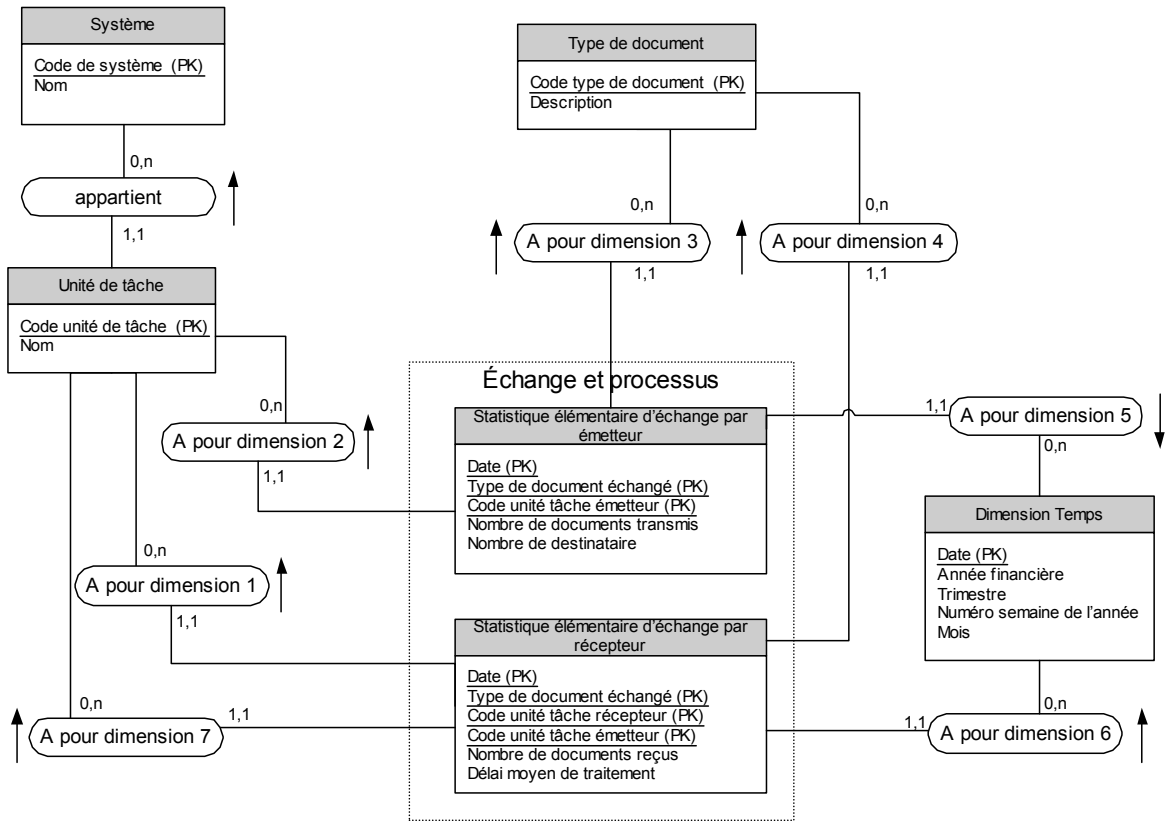 Système
Code de système (PK)
Nom
0,n
appartient
1,1
Unité de tâche
Code unité de tâche (PK)
Nom
Type de document
Code type de document (PK)
Description
0,n
A pour dimension 3
1,1
0,n
A pour dimension 4
1,1
0,n
A pour dimension 2
1,1
0,n
A pour dimension 1
1,1
0,n
A pour dimension 7
1,1
Échange et processus
Statistique élémentaire d'échange par
émetteur
Date (PK)
Type de document échangé (PK)
Code unité tâche émetteur (PK)
Nombre de documents transmis
Nombre de destinataire
Statistique élémentaire d'échange par
récepteur
Date (PK)
Type de document échangé (PK)
Code unité tâche récepteur (PK)
Code unité tâche émetteur (PK)
Nombre de documents reçus
Délai moyen de traitement
1,1
A pour dimension 5
0,n
Dimension Temps
Date (PK)
Année financière
Trimestre
Numéro semaine de l'année
Mois
0,n
1,1
A pour dimension 6